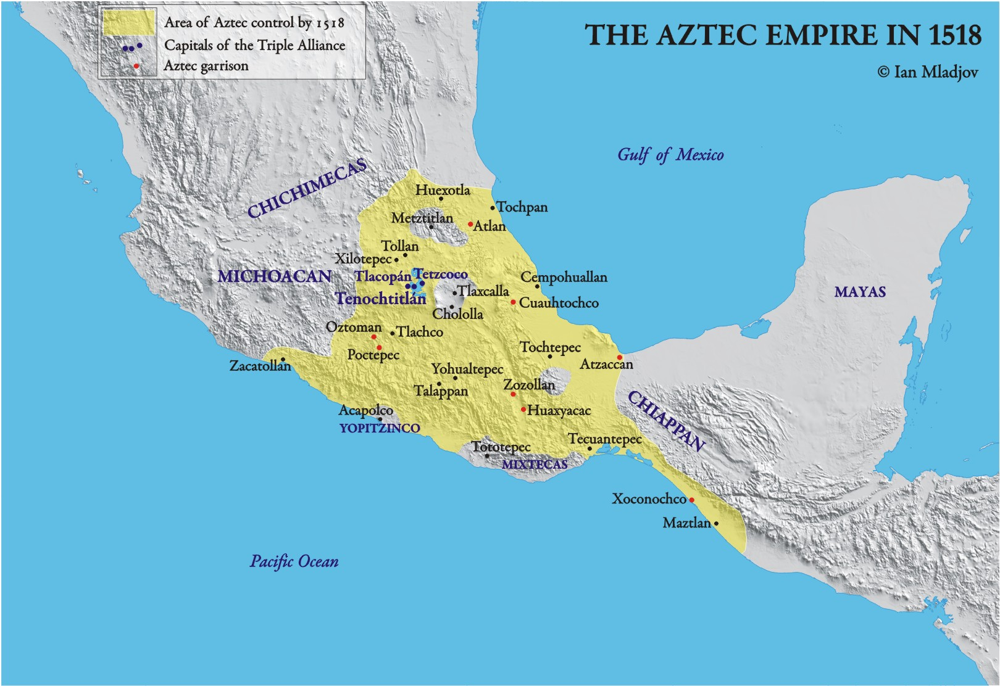 Area of Aztec control by 1518
Capitals of the Triple Alliance
Aztec garrison
THE AZTEC EMPIRE IN 1518
© Ian Mladjov
Gulf of Mexico
CHICHIMECAS
Huexotla
Tochpan
Metztitlan
Atlan
Tollan
Xilotepec
MICHOACAN
Tlacopán
Tetzcoco
Cempohuallan
Tlaxcalla
MAYAS
Tenochtitlán
Cuauhtochco
Chololla
Oztoman
Tlachco
Tochtepec
Poctepec
Zacatollan
Atzaccan
Yohualtepec
Zozollan
Talappan
CHIAPPAN
Acapolco
Huaxyacac
YOPITZINCO
Tecuantepec
Tototepec
MIXTECAS
Xoconochco
Maztlan
Pacific Ocean